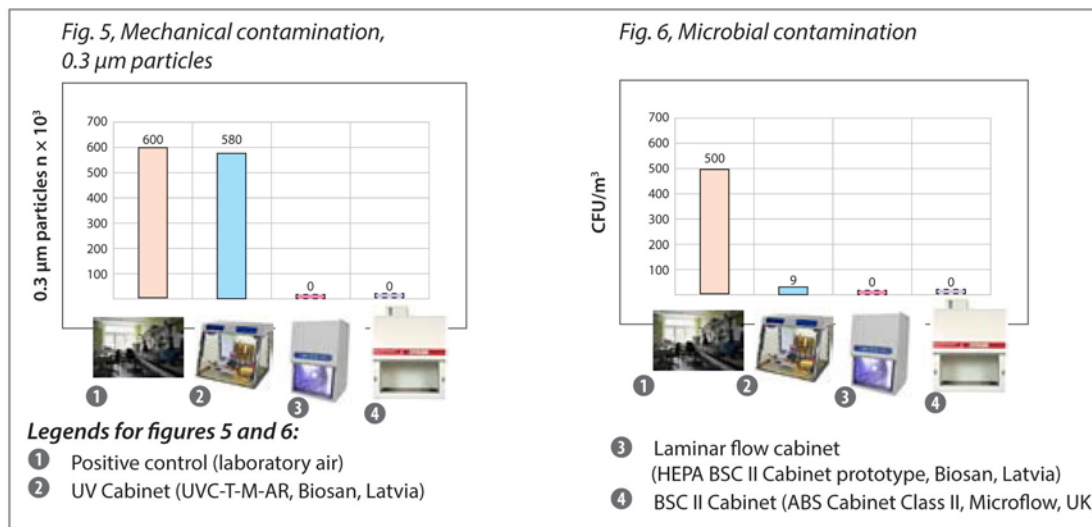 Fig. 5, Mechanical contamination,
0.3 µm particles
0.3 µm particles n × 10³
700
600
500
400
300
200
100
600
580
0
0
1
2
3
4
Fig. 6, Microbial contamination
CFU/m³
700
600
500
400
300
200
100
500
9
0
0
1
2
3
4
Legends for figures 5 and 6:
1 Positive control (laboratory air)
2 UV Cabinet (UVC-T-M-AR, Biosan, Latvia)
3 Laminar flow cabinet
(HEPA BSC II Cabinet prototype, Biosan, Latvia)
4 BSC II Cabinet (ABS Cabinet Class II, Microflow, UK